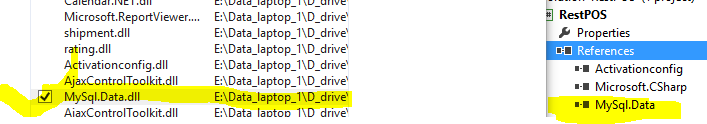 Calendar.NET.dll E:\Data_laptop_1\D_drive\
Microsoft.ReportViewer.... E:\Data_laptop_1\D_drive\
shipment.dll E:\Data_laptop_1\D_drive\
rating.dll E:\Data_laptop_1\D_drive\
Activationconfig.dll E:\Data_laptop_1\D_drive\
AjaxControlToolkit.dll E:\Data_laptop_1\D_drive\
MySql.Data.dll E:\Data_laptop_1\D_drive\
AjaxControlToolkit.dll E:\Data_laptop_1\D_drive\
RestPOS
Properties
References
Activationconfig
Microsoft.CSharp
MySql.Data